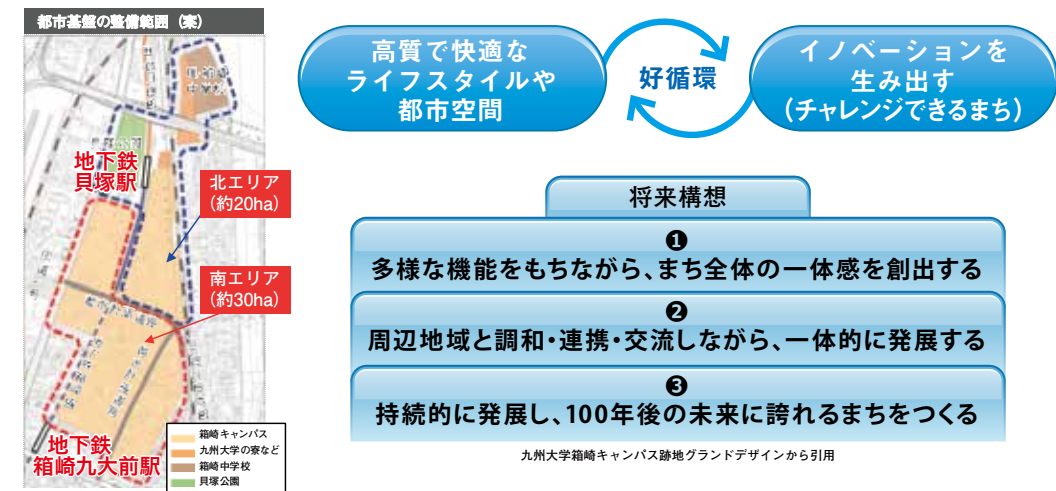 都市基盤の整備範囲（案）
地下鉄
貝塚駅
北エリア
（約20ha）
南エリア
（約30ha）
地下鉄
箱崎九大前駅
箱崎キャンパス
九州大学の寮など
箱崎中学校
貝塚公園
高質で快適な
ライフスタイルや
都市空間
好循環
イノベーションを
生み出す
（チャレンジできるまち）
将来構想
❶
多様な機能をもちながら、まち全体の一体感を創出する
❷
周辺地域と調和・連携・交流しながら、一体的に発展する
❸
持続的に発展し、100年後の未来に誇れるまちをつくる
九州大学箱崎キャンパス跡地グランドデザインから引用